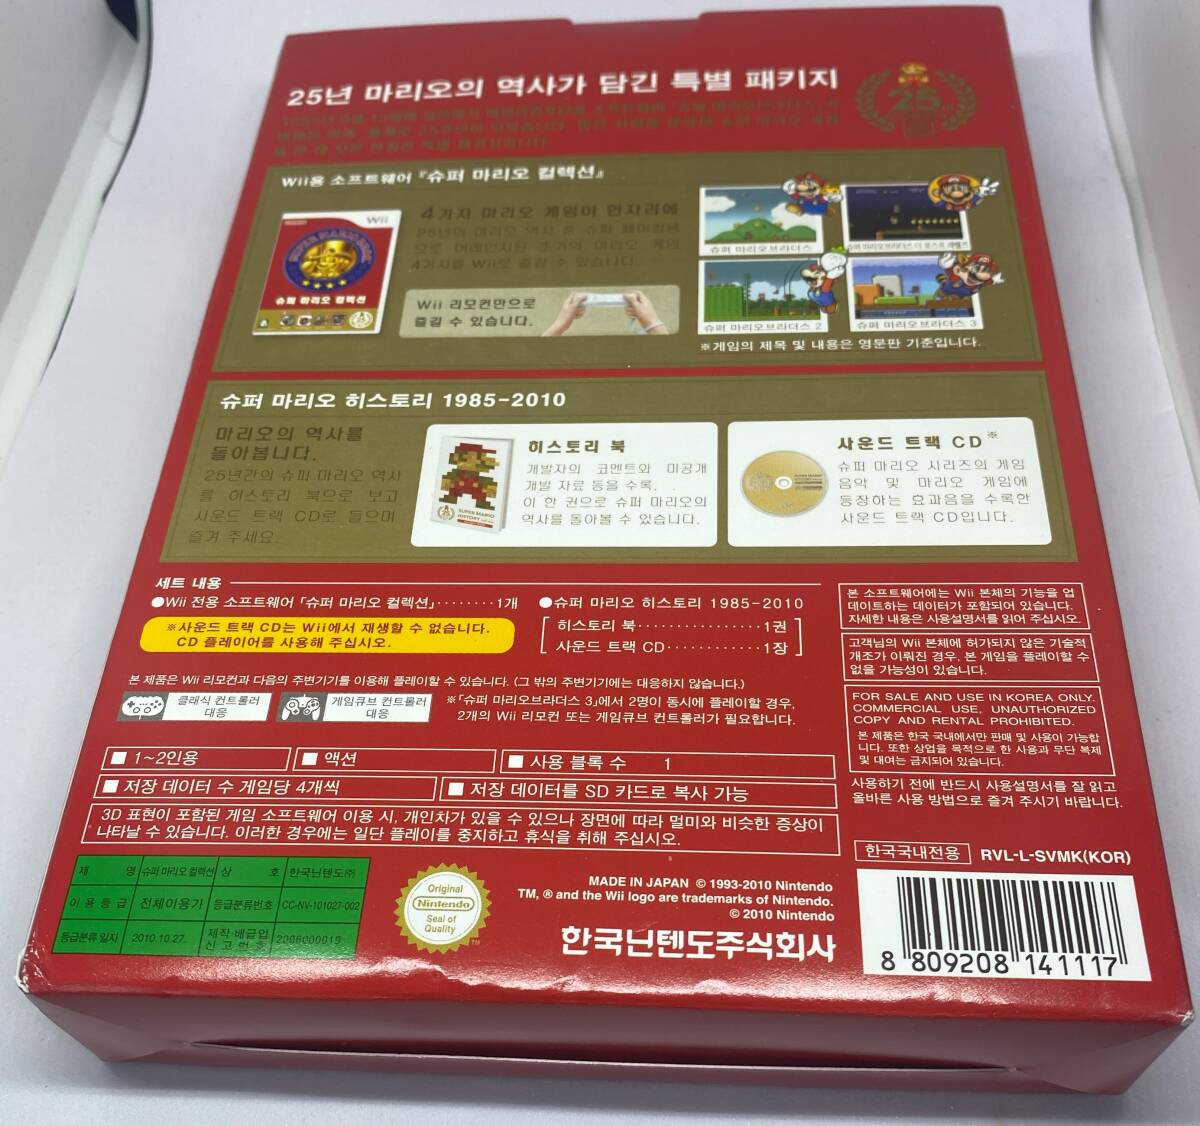 25년 마리오의 역사가 담긴 특별 패키지
25
Wii용 소프트웨어 『슈퍼 마리오 컬렉션』
Wii
슈퍼 마리오 컬렉션
4가지 마리오 게임이 한자리에
4가지를 Wii로 즐길 수 있습니다.
Wii 리모컨만으로
즐길 수 있습니다.
슈퍼 마리오브라더스
슈퍼 마리오브라더스 2
슈퍼 마리오브라더스 3
※게임의 제목 및 내용은 영문판 기준입니다.
슈퍼 마리오 히스토리 1985-2010
마리오의 역사를
돌아봅니다.
25년간의 슈퍼 마리오 역사
를 히스토리 북으로 보고
사운드 트랙 CD로 들으며
즐겨 주세요.
SUPER MARIO
HISTORY
히스토리 북
개발자의 코멘트와 미공개
개발 자료 등을 수록.
이 한 권으로 슈퍼 마리오의
역사를 돌아볼 수 있습니다.
사운드 트랙 CD※
슈퍼 마리오 시리즈의 게임
음악 및 마리오 게임에
등장하는 효과음을 수록한
사운드 트랙 CD입니다.
세트 내용
●Wii 전용 소프트웨어 「슈퍼 마리오 컬렉션」········1개
※사운드 트랙 CD는 Wii에서 재생할 수 없습니다.
CD 플레이어를 사용해 주십시오.
●슈퍼 마리오 히스토리 1985-2010
히스토리 북················1권
사운드 트랙 CD············1장
본 제품은 Wii 리모컨과 다음의 주변기기를 이용해 플레이할 수 있습니다. (그 밖의 주변기기에는 대응하지 않습니다.)
클래식 컨트롤러
대응
게임큐브 컨트롤러
대응
※「슈퍼 마리오브라더스 3」에서 2명이 동시에 플레이할 경우,
2개의 Wii 리모컨 또는 게임큐브 컨트롤러가 필요합니다.
■ 1~2인용
■ 액션
■ 사용 블록 수 1
■ 저장 데이터 수 게임당 4개씩
■ 저장 데이터를 SD 카드로 복사 가능
3D 표현이 포함된 게임 소프트웨어 이용 시, 개인차가 있을 수 있으나 장면에 따라 멀미와 비슷한 증상이
나타날 수 있습니다. 이러한 경우에는 일단 플레이를 중지하고 휴식을 취해 주십시오.
본 소프트웨어에는 Wii 본체의 기능을 업
데이트하는 데이터가 포함되어 있습니다.
자세한 내용은 사용설명서를 읽어 주십시오.
고객님의 Wii 본체에 허가되지 않은 기술적
개조가 이뤄진 경우, 본 게임을 플레이할 수
없을 가능성이 있습니다.
FOR SALE AND USE IN KOREA ONLY.
COMMERCIAL USE, UNAUTHORIZED
COPY AND RENTAL PROHIBITED.
본 제품은 한국 국내에서만 판매 및 사용이 가능합
니다. 또한 상업을 목적으로 한 사용과 무단 복제
및 대여는 금지되어 있습니다.
사용하기 전에 반드시 사용설명서를 잘 읽고
올바른 사용 방법으로 즐겨 주시기 바랍니다.
한국국내전용 RVL-L-SVMK(KOR)
제 명 슈퍼 마리오 컬렉션 상 호 한국닌텐도㈜
이 용 등 급 전체이용가 등급분류번호 CC-NV-101027-002
등급분류일자 2010.10.27. 제작·배급업 신고번호 2006000019
Original
Nintendo
Seal of
Quality
TM
MADE IN JAPAN © 1993-2010 Nintendo
TM, ® and the Wii logo are trademarks of Nintendo.
© 2010 Nintendo
한국닌텐도주식회사
8 809208 141117